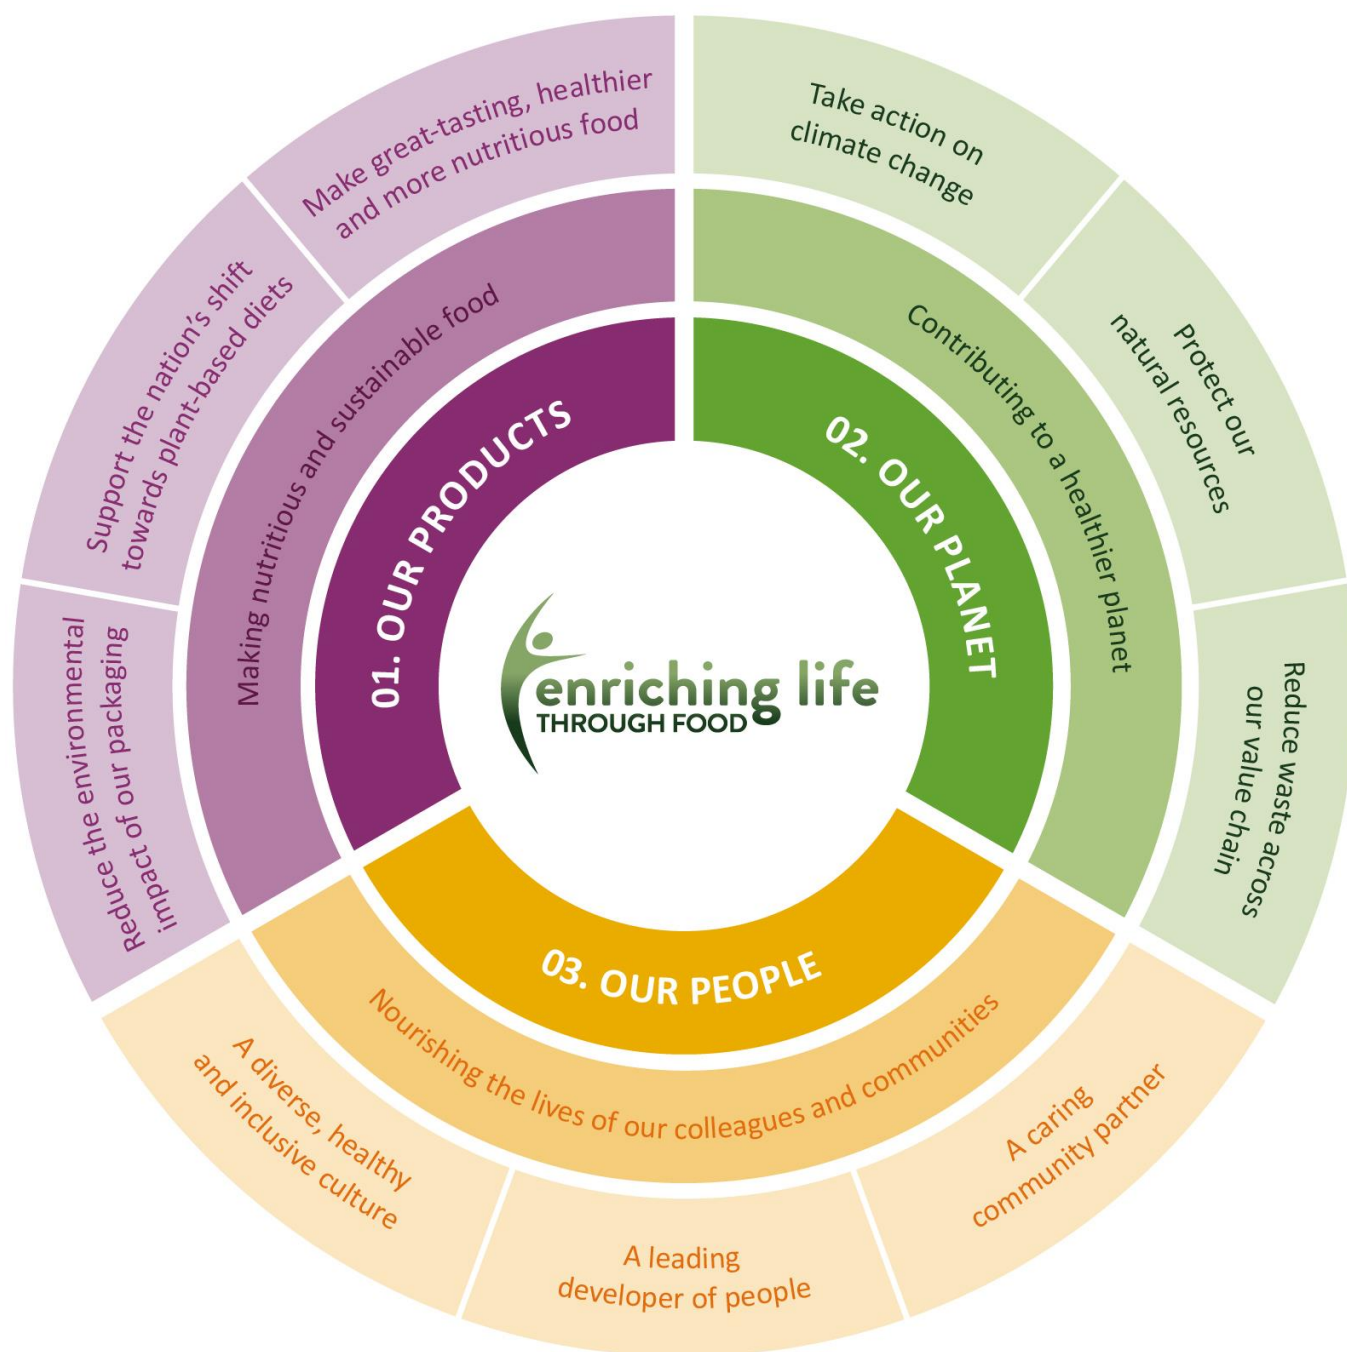 enriching life
THROUGH FOOD
01. OUR PRODUCTS
Making nutritious and sustainable food
Make great-tasting, healthier
and more nutritious food
Support the nation’s shift
towards plant-based diets
Reduce the environmental
impact of our packaging
02. OUR PLANET
Contributing to a healthier planet
Take action on
climate change
Protect our
natural resources
Reduce waste across
our value chain
03. OUR PEOPLE
Nourishing the lives of our colleagues and communities
A diverse, healthy
and inclusive culture
A leading
developer of people
A caring
community partner